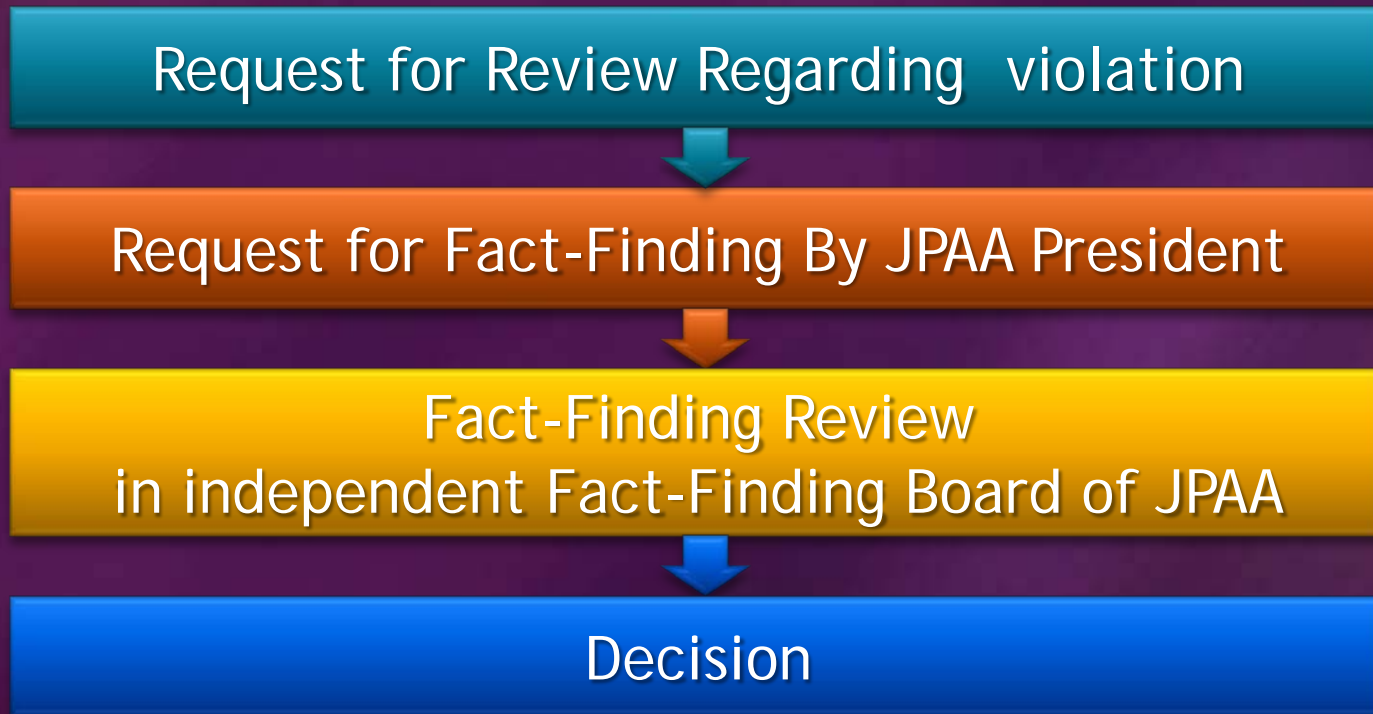 Request for Review Regarding violation
Request for Fact-Finding By JPAA President
Fact-Finding Review
in independent Fact-Finding Board of JPAA
Decision